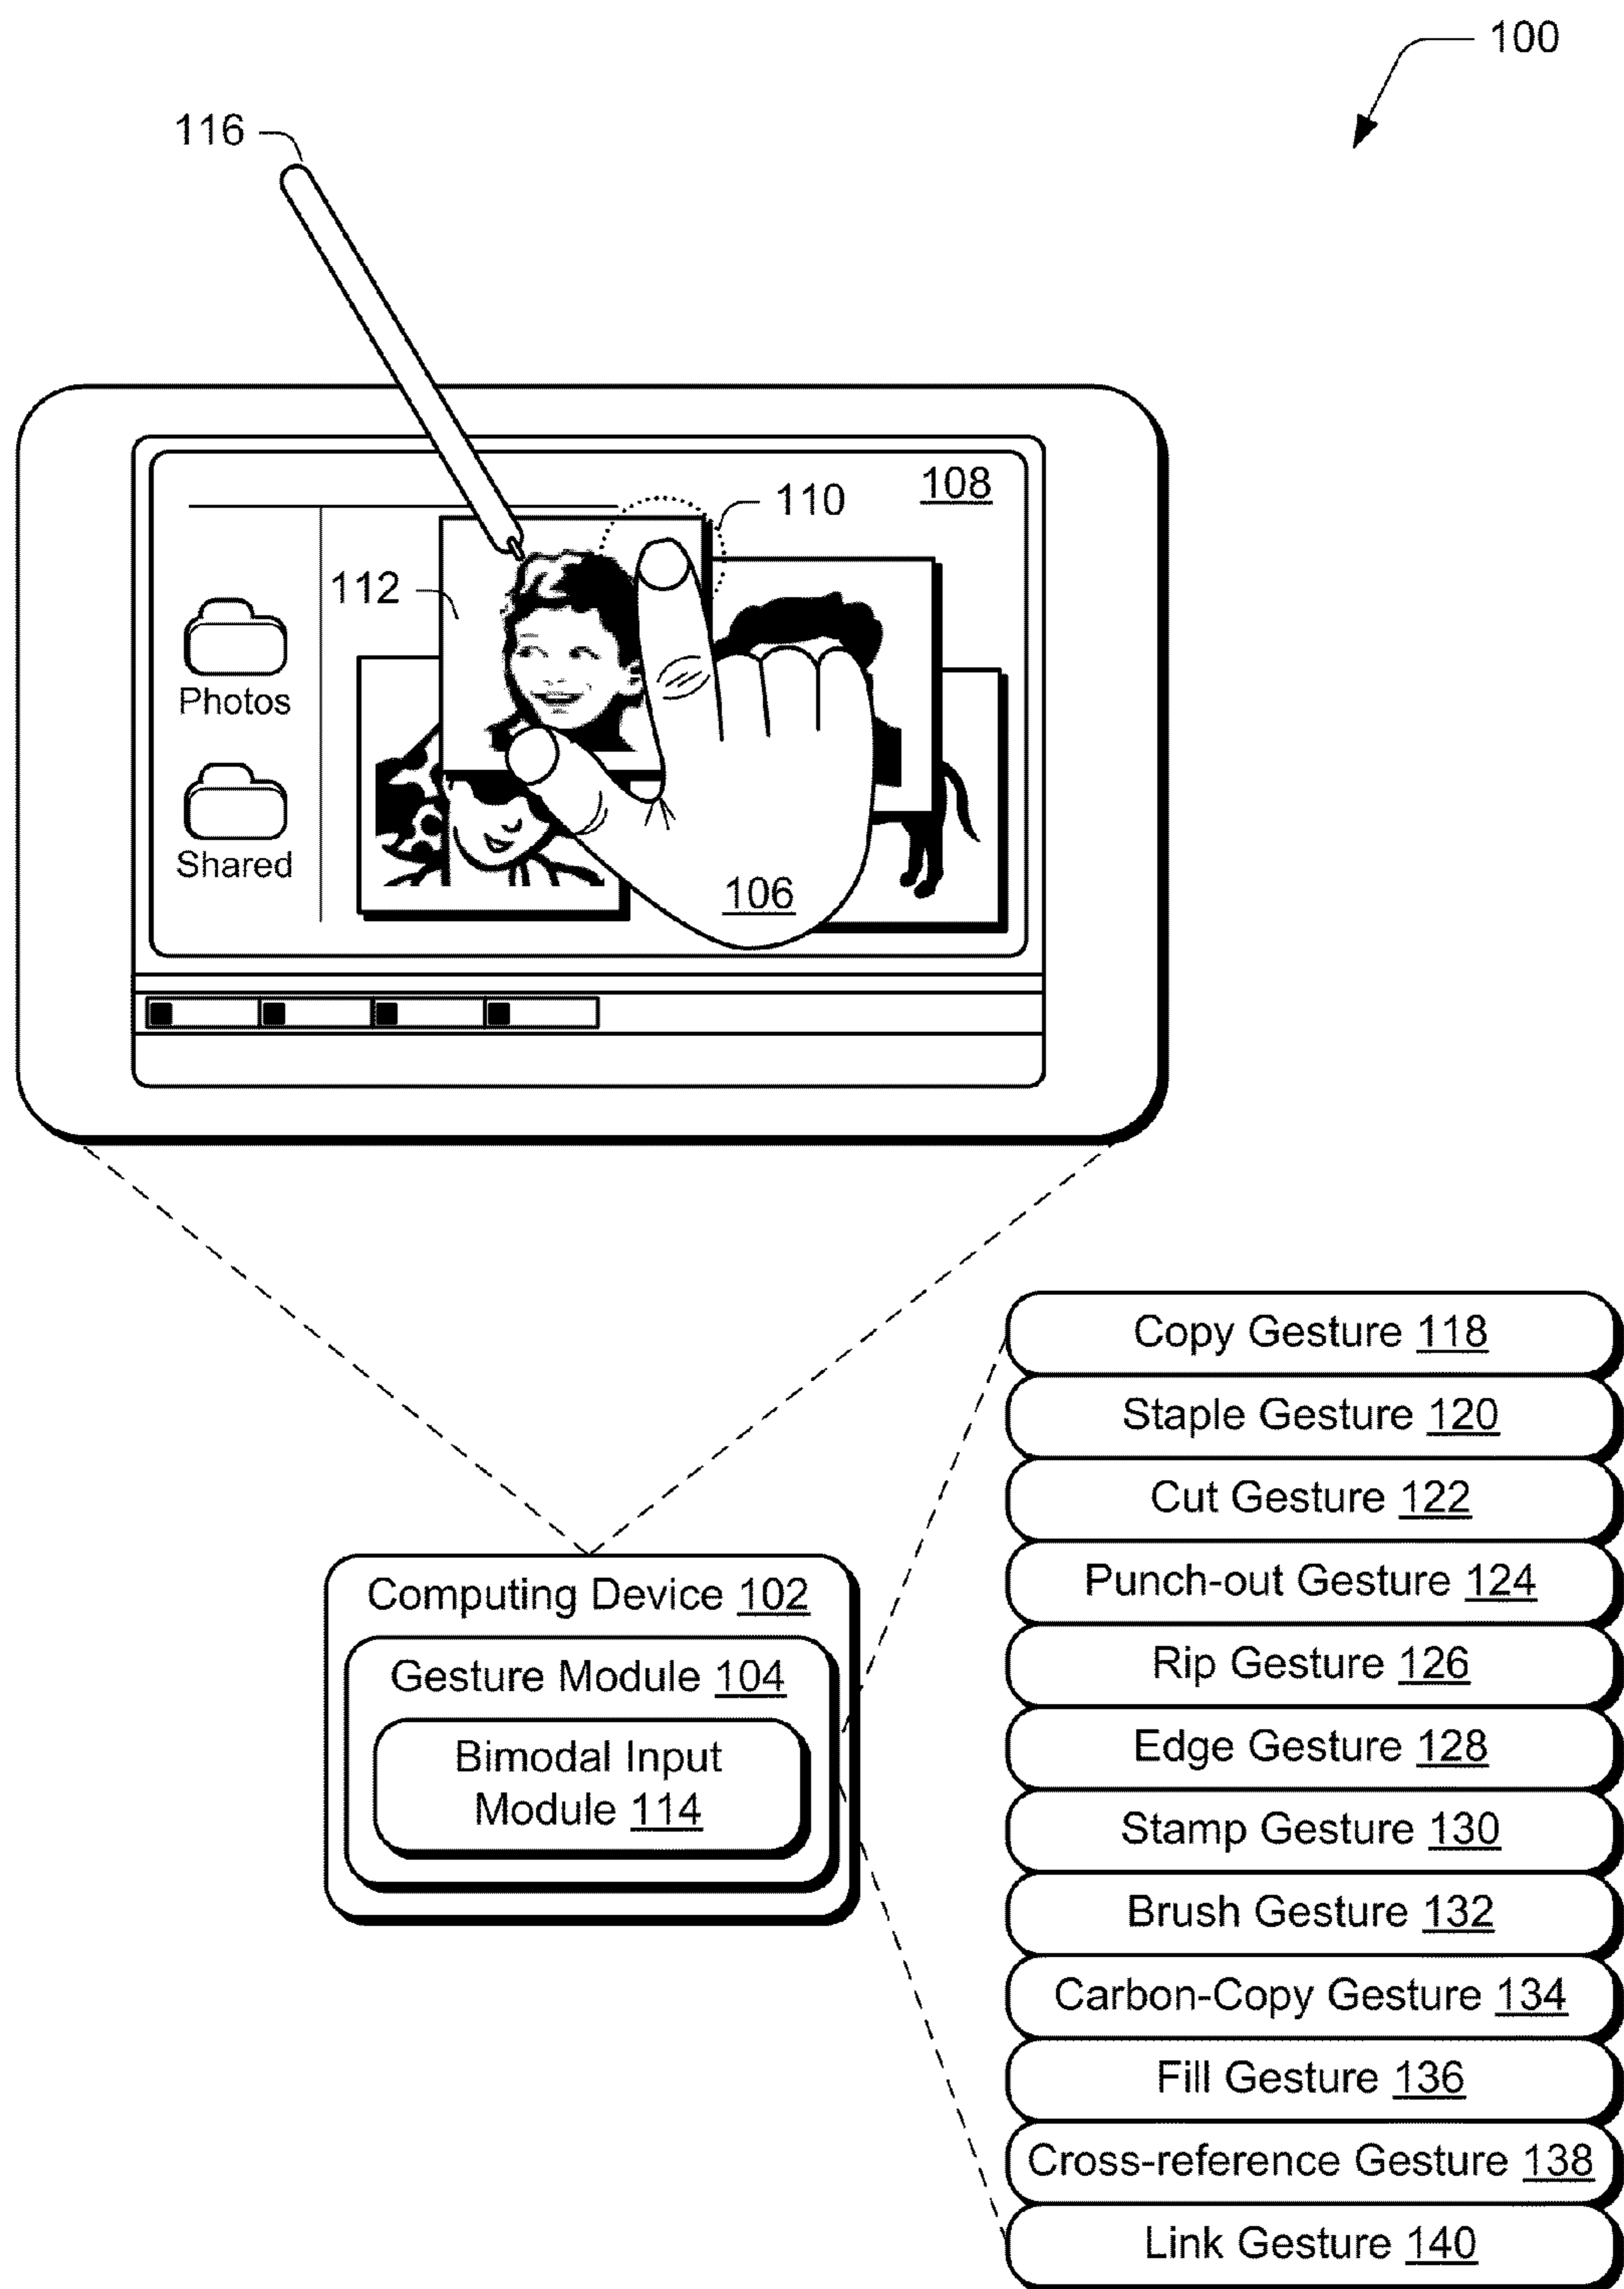 100
116
108
110
112
Photos
Shared
106
Copy Gesture 118
Staple Gesture 120
Cut Gesture 122
Punch-out Gesture 124
Rip Gesture 126
Edge Gesture 128
Stamp Gesture 130
Brush Gesture 132
Carbon-Copy Gesture 134
Fill Gesture 136
Cross-reference Gesture 138
Link Gesture 140
Computing Device 102
Gesture Module 104
Bimodal Input
Module 114